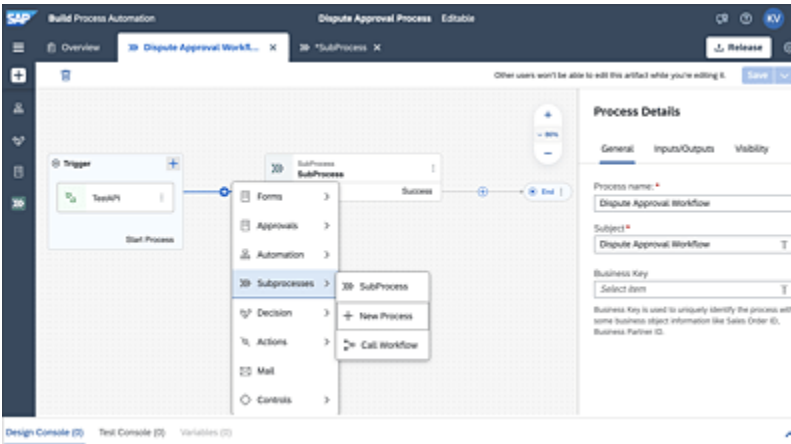 SAP Build Process Automation
Dispute Approval Process Editable
KV
Overview
Dispute Approval Workfl... ×
*SubProcess ×
Release
Other users won't be able to edit this artifact while you're editing it.
Save
Trigger
TestAPI
Start Process
SubProcess
SubProcess
Success
End
Forms
Approvals
Automation
Subprocesses
Decision
Actions
Mail
Controls
SubProcess
New Process
Call Workflow
Process Details
General Inputs/Outputs Visibility
Process name: *
Dispute Approval Workflow
Subject*
Dispute Approval Workflow
Business Key
Select item
Business Key is used to uniquely identify the process wit
some business object information like Sales Order ID,
Business Partner ID.
Design Console (0) Test Console (0) Variables (0)